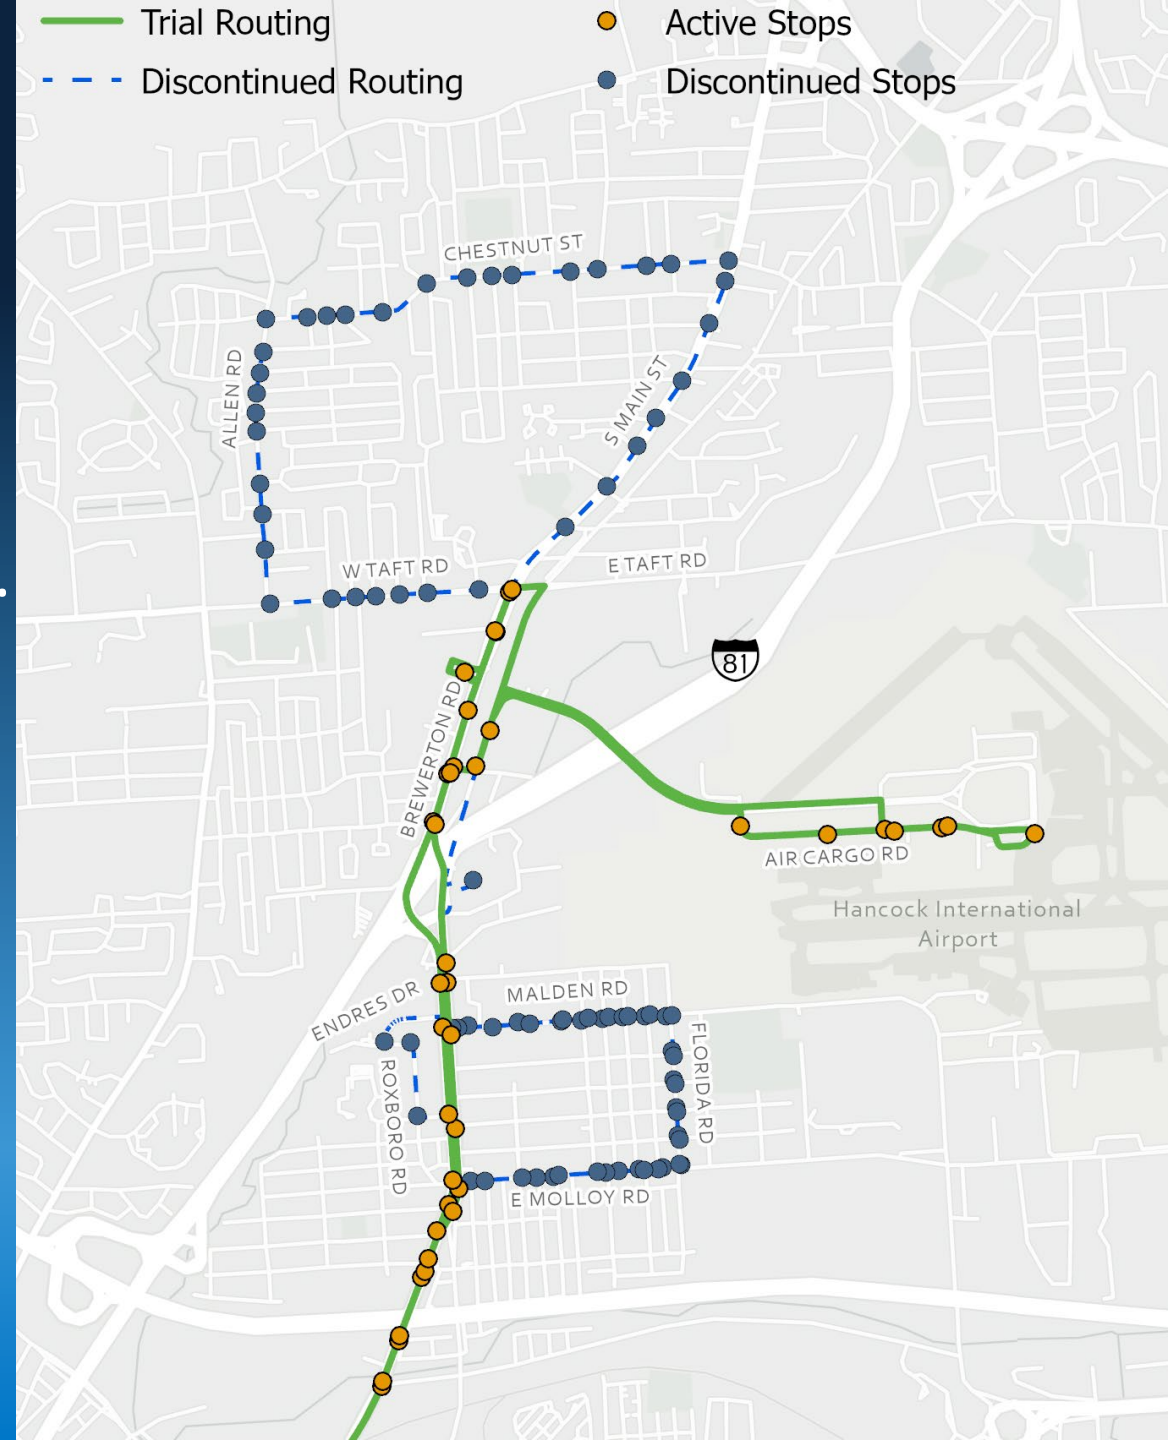 Trial Routing
Active Stops
Discontinued Routing
Discontinued Stops
CHESTNUT ST
ALLEN RD
S MAIN ST
W TAFT RD
E TAFT RD
81
BREWERTON RD
AIR CARGO RD
Hancock International
Airport
ENDRES DR
MALDEN RD
FLORIDA RD
ROXBORO RD
E MOLLOY RD